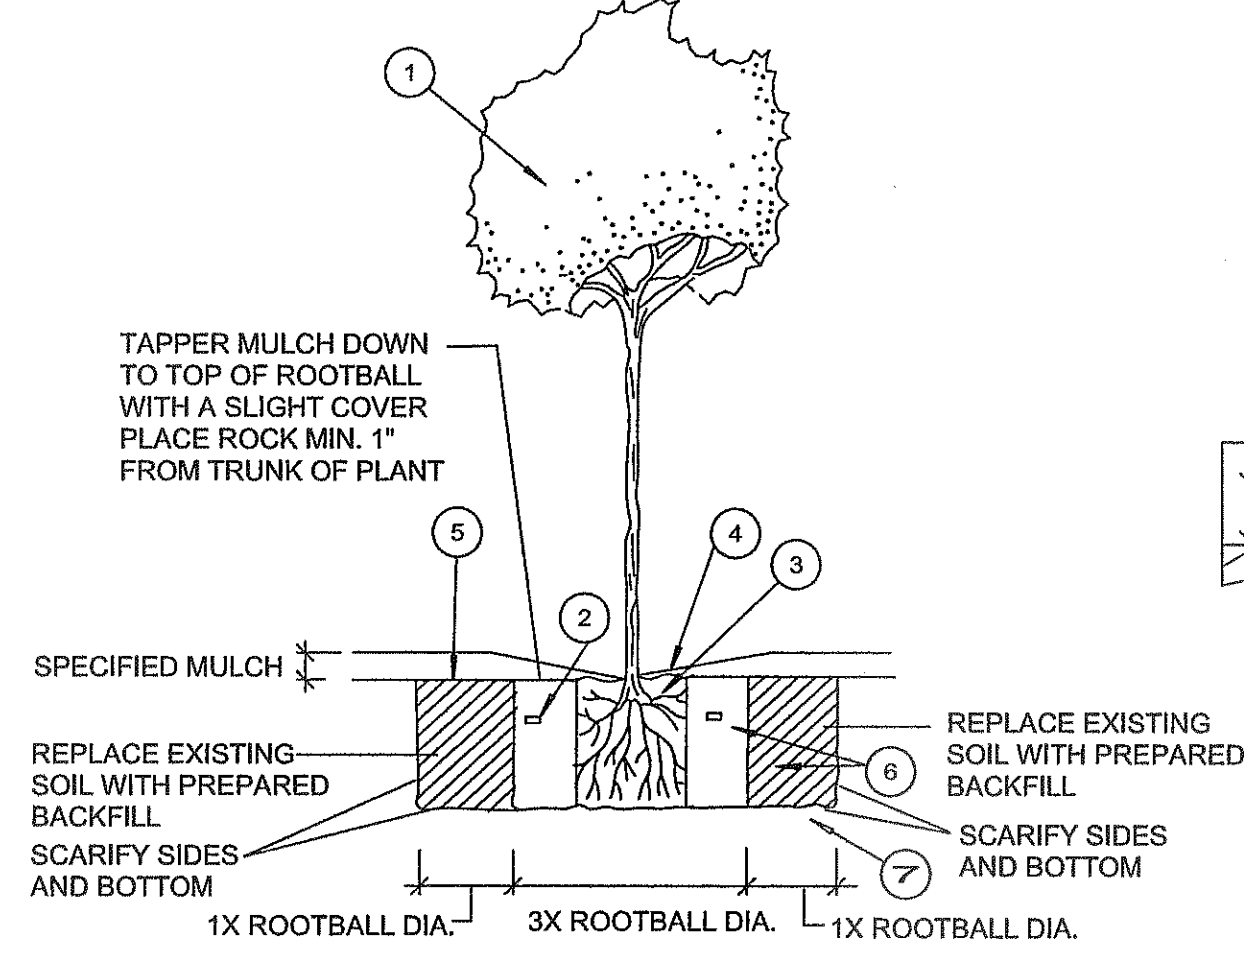 1
TAPPER MULCH DOWN
TO TOP OF ROOTBALL
WITH A SLIGHT COVER
PLACE ROCK MIN. 1"
FROM TRUNK OF PLANT
5
4
3
2
SPECIFIED MULCH
REPLACE EXISTING
SOIL WITH PREPARED
BACKFILL
SCARIFY SIDES
AND BOTTOM
REPLACE EXISTING
SOIL WITH PREPARED
BACKFILL
6
SCARIFY SIDES
AND BOTTOM
7
1X ROOTBALL DIA.
3X ROOTBALL DIA.
1X ROOTBALL DIA.